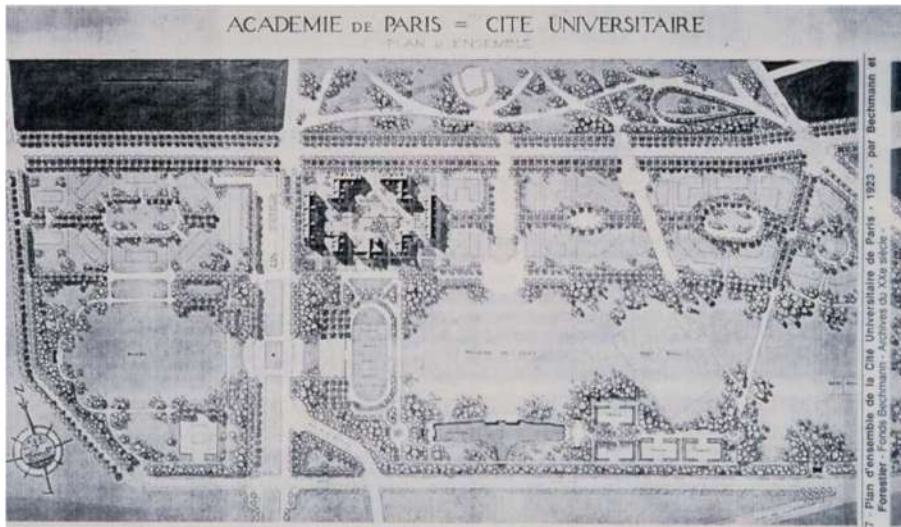 ACADEMIE DE PARIS = CITE UNIVERSITAIRE
PLAN D'ENSEMBLE
Plan d'ensemble de la Cité Universitaire de Paris - 1923 - par Bechmann et
Forestier - Fonds Bechmann - Archives du XXe siècle -